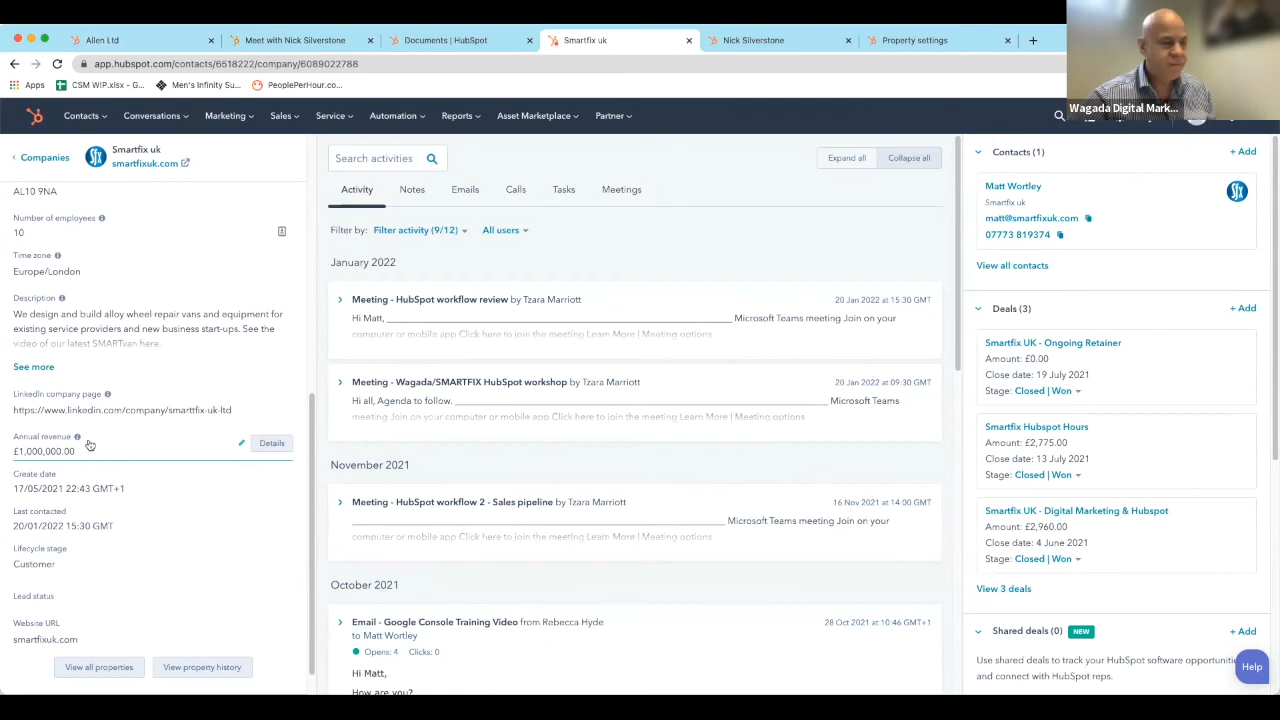 Allen Ltd
Meet with Nick Silverstone
Documents | HubSpot
Smartfix uk
Nick Silverstone
Property settings
app.hubspot.com/contacts/6518222/company/6089022788
Apps
CSM WIP.xlsx - G...
Men's Infinity Su...
PeoplePerHour.co...
Wagada Digital Mark...
Contacts
Conversations
Marketing
Sales
Service
Automation
Reports
Asset Marketplace
Partner
Companies
Sfx
Smartfix uk
smartfixuk.com
AL10 9NA
Number of employees
10
Time zone
Europe/London
Description
We design and build alloy wheel repair vans and equipment for
existing service providers and new business start-ups. See the
video of our latest SMARTvan here.
See more
LinkedIn company page
https://www.linkedin.com/company/smarttfix-uk-ltd
Annual revenue
£1,000,000.00
Details
Create date
17/05/2021 22:43 GMT+1
Last contacted
20/01/2022 15:30 GMT
Lifecycle stage
Customer
Lead status
Website URL
smartfixuk.com
View all properties
View property history
Search activities
Expand all
Collapse all
Activity
Notes
Emails
Calls
Tasks
Meetings
Filter by:
Filter activity (9/12)
All users
January 2022
Meeting - HubSpot workflow review by Tzara Marriott
20 Jan 2022 at 15:30 GMT
Hi Matt, ________________ Microsoft Teams meeting Join on your
computer or mobile app Click here to join the meeting Learn More | Meeting options
Meeting - Wagada/SMARTFIX HubSpot workshop by Tzara Marriott
20 Jan 2022 at 09:30 GMT
Hi all, Agenda to follow. ________________ Microsoft Teams
meeting Join on your computer or mobile app Click here to join the meeting Learn More | Meeting options
November 2021
Meeting - HubSpot workflow 2 - Sales pipeline by Tzara Marriott
16 Nov 2021 at 14:00 GMT
________________ Microsoft Teams meeting Join on your
computer or mobile app Click here to join the meeting Learn More | Meeting options
October 2021
Email - Google Console Training Video from Rebecca Hyde
28 Oct 2021 at 10:46 GMT+1
to Matt Wortley
Opens: 4 Clicks: 0
Hi Matt,
How are you?
Contacts (1)
+ Add
Matt Wortley
Sfx
Smartfix uk
matt@smartfixuk.com
07773 819374
View all contacts
Deals (3)
+ Add
Smartfix UK - Ongoing Retainer
Amount: £0.00
Close date: 19 July 2021
Stage: Closed | Won
Smartfix Hubspot Hours
Amount: £2,775.00
Close date: 13 July 2021
Stage: Closed | Won
Smartfix UK - Digital Marketing & Hubspot
Amount: £2,960.00
Close date: 4 June 2021
Stage: Closed | Won
View 3 deals
Shared deals (0)
NEW
+ Add
Use shared deals to track your HubSpot software
and connect with HubSpot reps.
Help